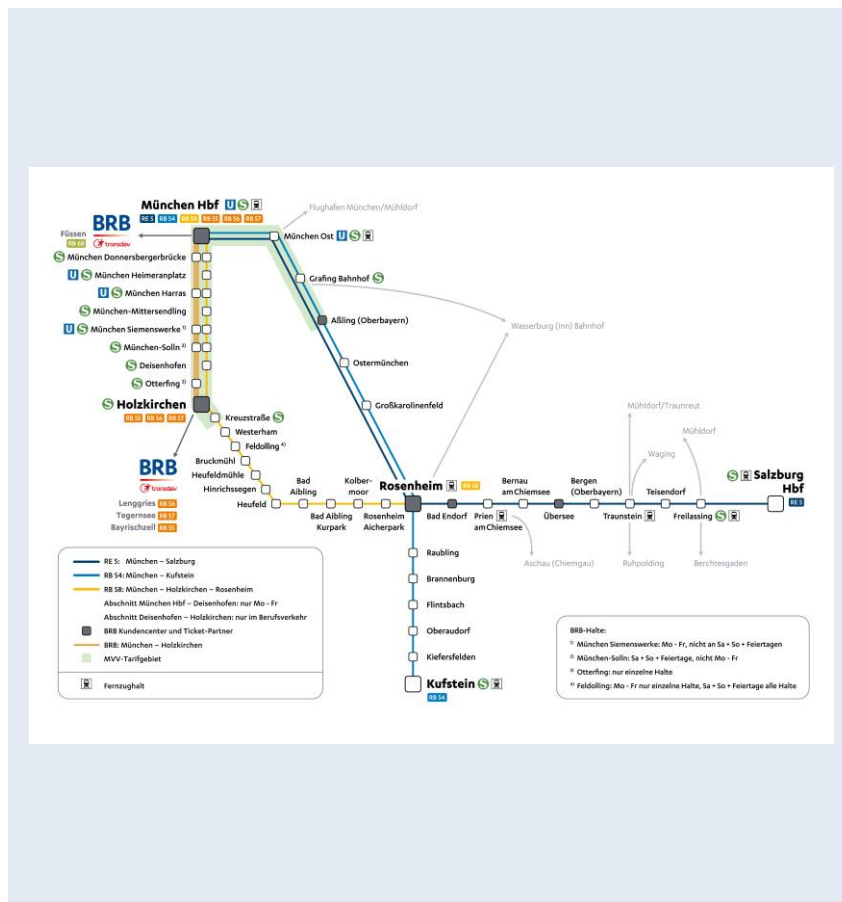 München Hbf U S
RE 5 RB 54 RB 58 RB 55 RB 56 RB 57
Flughafen München/Mühldorf
BRB
transdev
Füssen
RB 68
München Ost U S
S München Donnersbergerbrücke
U S München Heimeranplatz
U S München Harras
S München-Mittersendling
U S München Siemenswerke ¹⁾
S München-Solln ²⁾
S Deisenhofen
S Otterfing ³⁾
S Holzkirchen
RB 55 RB 56 RB 57
Grafing Bahnhof S
Aßling (Oberbayern)
Wasserburg (Inn) Bahnhof
Ostermünchen
Großkarolinenfeld
Kreuzstraße S
Westerham
Feldolling ⁴⁾
Bruckmühl
Heufeldmühle
Hinrichssegen
Heufeld
BRB
transdev
Lenggries RB 56
Tegernsee RB 57
Bayrischzell RB 55
Bad
Aibling
Bad Aibling
Kurpark
Kolber-
moor
Rosenheim
Aicherpark
Rosenheim RB 58
Bad Endorf
Prien
am Chiemsee
Bernau
am Chiemsee
Übersee
Bergen
(Oberbayern)
Traunstein
Teisendorf
Freilassing S
S Salzburg
Hbf
RE 5
Mühldorf/Traunreut
Mühldorf
Waging
Aschau (Chiemgau)
Ruhpolding
Berchtesgaden
Raubling
Brannenburg
Flintsbach
Oberaudorf
Kiefersfelden
Kufstein S
RB 54
RE 5: München – Salzburg
RB 54: München – Kufstein
RB 58: München – Holzkirchen – Rosenheim
Abschnitt München Hbf – Deisenhofen: nur Mo - Fr
Abschnitt Deisenhofen – Holzkirchen: nur im Berufsverkehr
BRB Kundencenter und Ticket-Partner
BRB: München – Holzkirchen
MVV-Tarifgebiet
Fernzughalt
BRB-Halte:
¹⁾ München Siemenswerke: Mo - Fr, nicht an Sa + So + Feiertagen
²⁾ München-Solln: Sa + So + Feiertage, nicht Mo - Fr
³⁾ Otterfing: nur einzelne Halte
⁴⁾ Feldolling: Mo - Fr nur einzelne Halte, Sa + So + Feiertage alle Halte